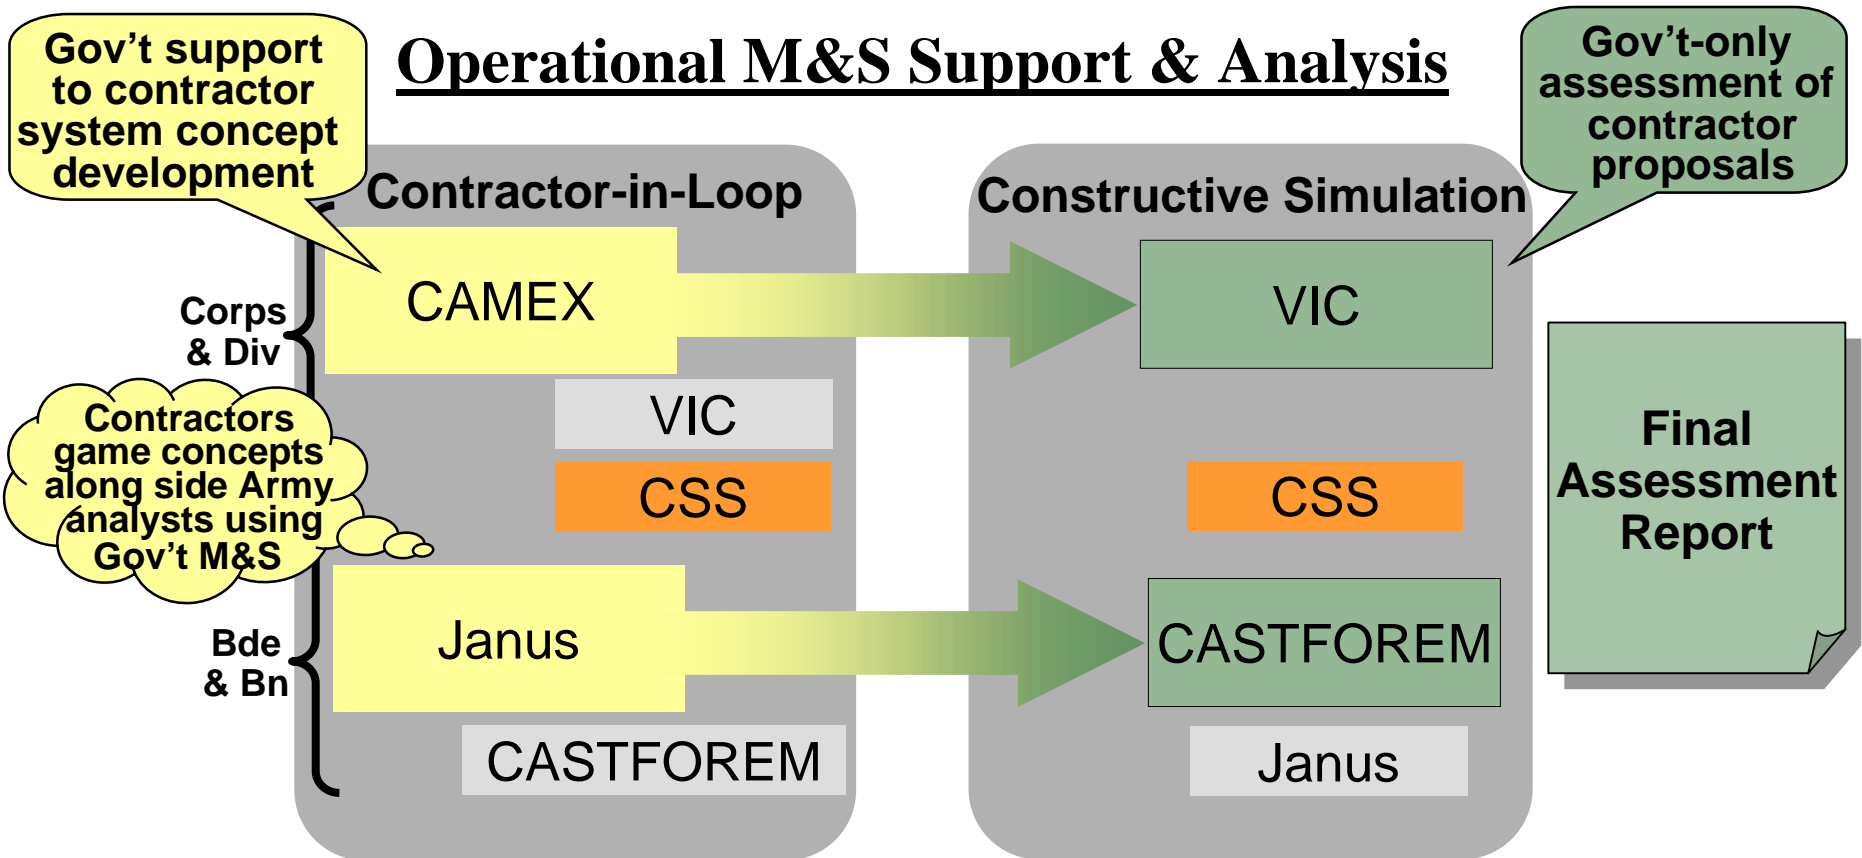 Operational M&S Support & Analysis
Gov't support
to contractor
system concept
development
Gov't-only
assessment of
contractor
proposals
Contractor-in-Loop
Constructive Simulation
Corps
& Div
CAMEX
VIC
VIC
CSS
CSS
Contractors
game concepts
along side Army
analysts using
Gov't M&S
Final
Assessment
Report
Bde
& Bn
Janus
CASTFOREM
CASTFOREM
Janus